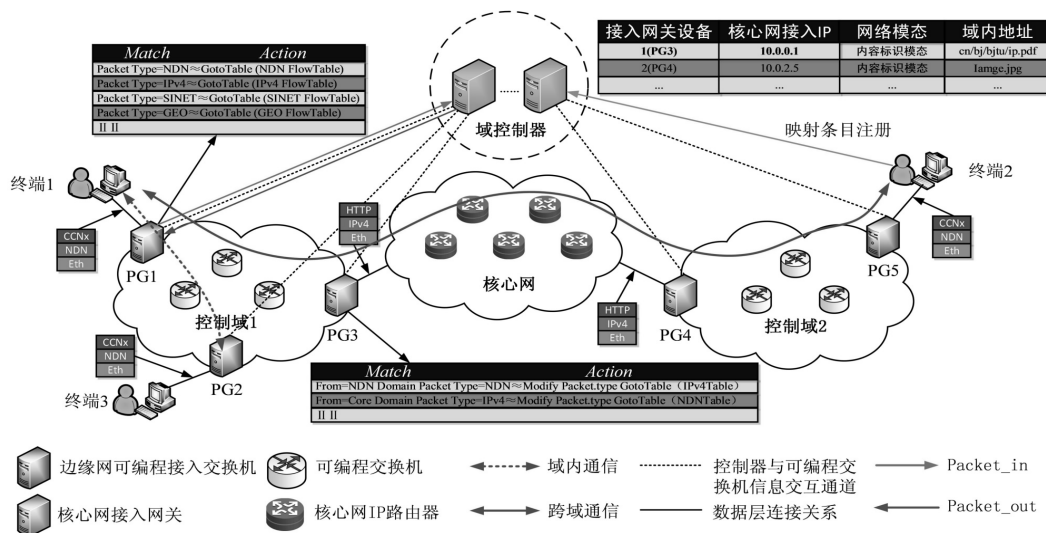 接入网关设备 核心网接入IP 网络模态 域内地址
1(PG3) 10.0.0.1 内容标识模态 cn/bj/bjtu/ip.pdf
2(PG4) 10.0.2.5 内容标识模态 Iamge.jpg
... ... ... ...
Match Action
Packet Type=NDN≈GotoTable (NDN FlowTable)
Packet Type=IPv4≈GotoTable (IPv4 FlowTable)
Packet Type=SINET≈GotoTable (SINET FlowTable)
Packet Type=GEO≈GotoTable (GEO FlowTable)
⠇⠇ ⠇⠇
域控制器
映射条目注册
终端1
终端2
CCNx
NDN
Eth
PG1
HTTP
IPv4
Eth
核心网
CCNx
NDN
Eth
PG5
控制域1
PG3
HTTP
IPv4
Eth
PG4
控制域2
CCNx
NDN
Eth
PG2
终端3
Match Action
From=NDN Domain Packet Type=NDN≈Modify Packet.type GotoTable（IPv4Table）
From=Core Domain Packet Type=IPv4≈Modify Packet.type GotoTable（NDNTable）
⠇⠇ ⠇⠇
边缘网可编程接入交换机
可编程交换机
域内通信
控制器与可编程交
换机信息交互通道
Packet_in
核心网接入网关
核心网IP路由器
跨域通信
数据层连接关系
Packet_out